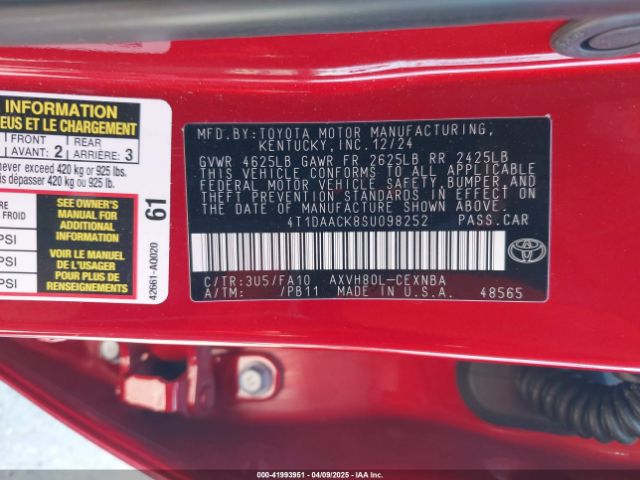 INFORMATION
EUS ET LE CHARGEMENT
FRONT
AVANT: 2
REAR
ARRIÈRE: 3
never exceed 420 kg or 925 lbs.
dépasser 420 kg ou 925 lb.
RE
FROID
PSI
PSI
PSI
SEE OWNER'S
MANUAL FOR
ADDITIONAL
INFORMATION
VOIR LE MANUEL
DE L'USAGER
POUR PLUS DE
RENSEIGNEMENTS
61
42661-A0020
MFD.BY:TOYOTA MOTOR MANUFACTURING,
KENTUCKY,INC.12/24
GVWR 4625LB GAWR FR 2625LB RR 2425LB
THIS VEHICLE CONFORMS TO ALL APPLICABLE
FEDERAL MOTOR VEHICLE SAFETY,BUMPER,AND
THEFT PREVENTION STANDARDS IN EFFECT ON
THE DATE OF MANUFACTURE SHOWN ABOVE.
4T1DAACK8SU098252 PASS.CAR
C/TR:3U5/FA10 AXVH80L-CEXNBA
A/TM: /PB11 MADE IN U.S.A. 48565
TOYOTA
000-41993951 04/09/2025 IAAI.COM